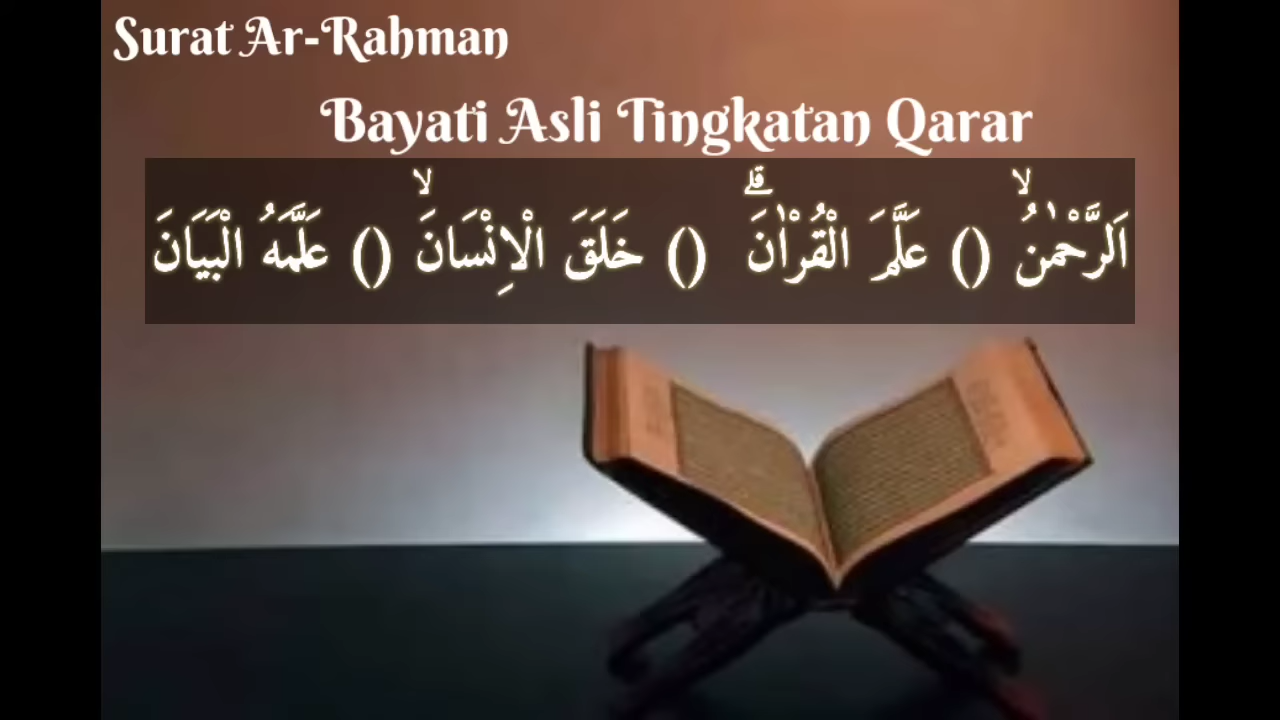 Surat Ar-Rahman
Bayati Asli Tingkatan Qarar
اَلرَّحْمٰنُۙ () عَلَّمَ الْقُرْاٰنَۗ () خَلَقَ الْاِنْسَانَۙ () عَلَّمَهُ الْبَيَانَ